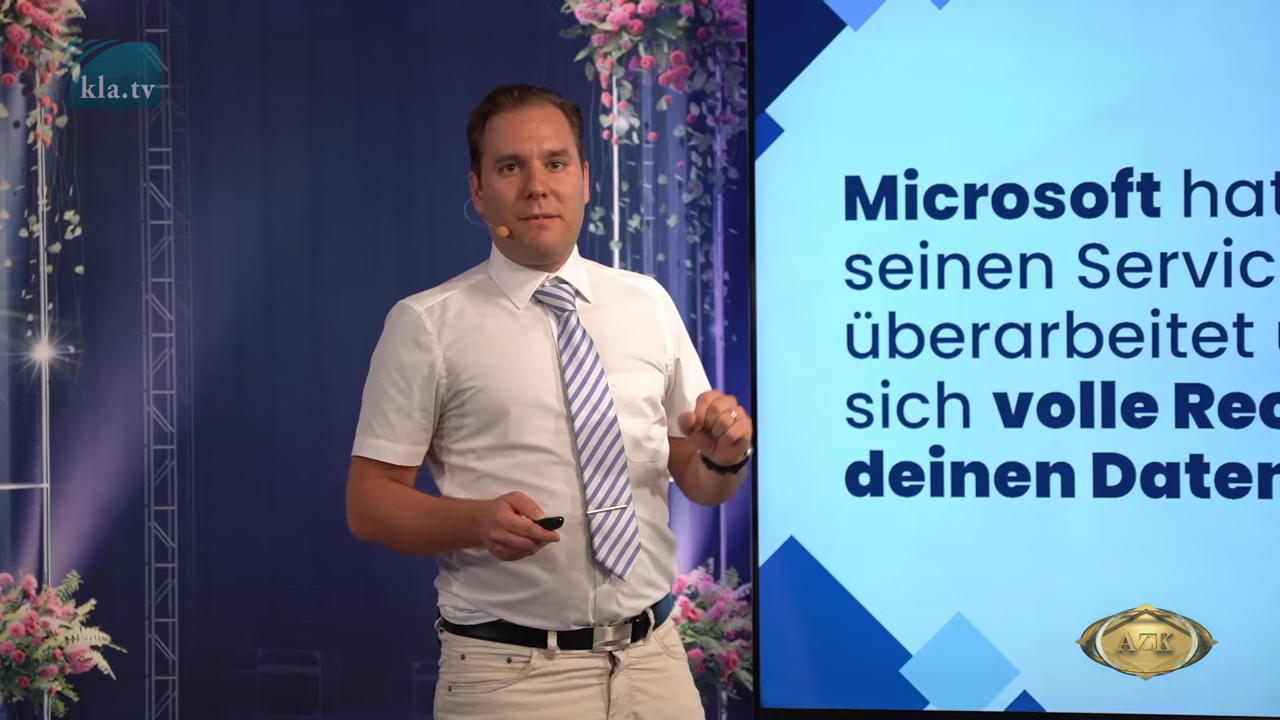 kla.tv
Microsoft hat
seinen Servic
überarbeitet
sich volle Rec
deinen Daten
AZK